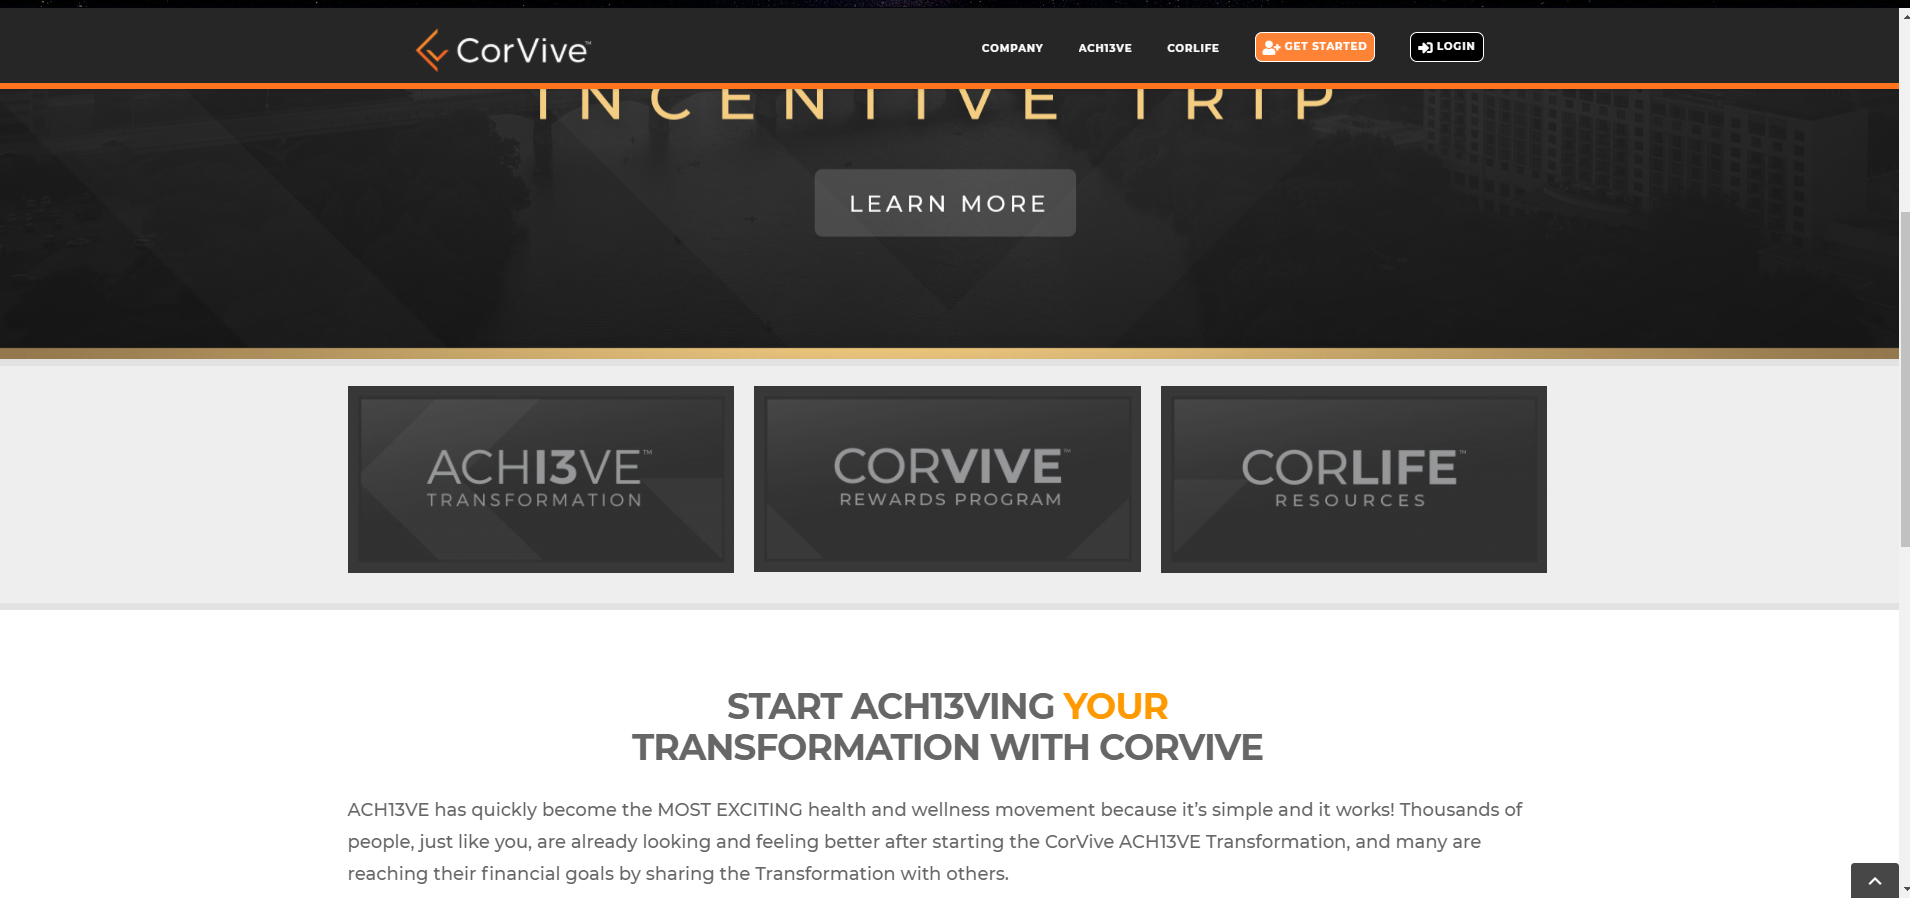 CorVive™
COMPANY
ACH13VE
CORLIFE
GET STARTED
LOGIN
INCENTIVE TRIP
LEARN MORE
ACHI3VE™
TRANSFORMATION
CORVIVE™
REWARDS PROGRAM
CORLIFE™
RESOURCES
START ACH13VING YOUR
TRANSFORMATION WITH CORVIVE
ACH13VE has quickly become the MOST EXCITING health and wellness movement because it’s simple and it works! Thousands of
people, just like you, are already looking and feeling better after starting the CorVive ACH13VE Transformation, and many are
reaching their financial goals by sharing the Transformation with others.